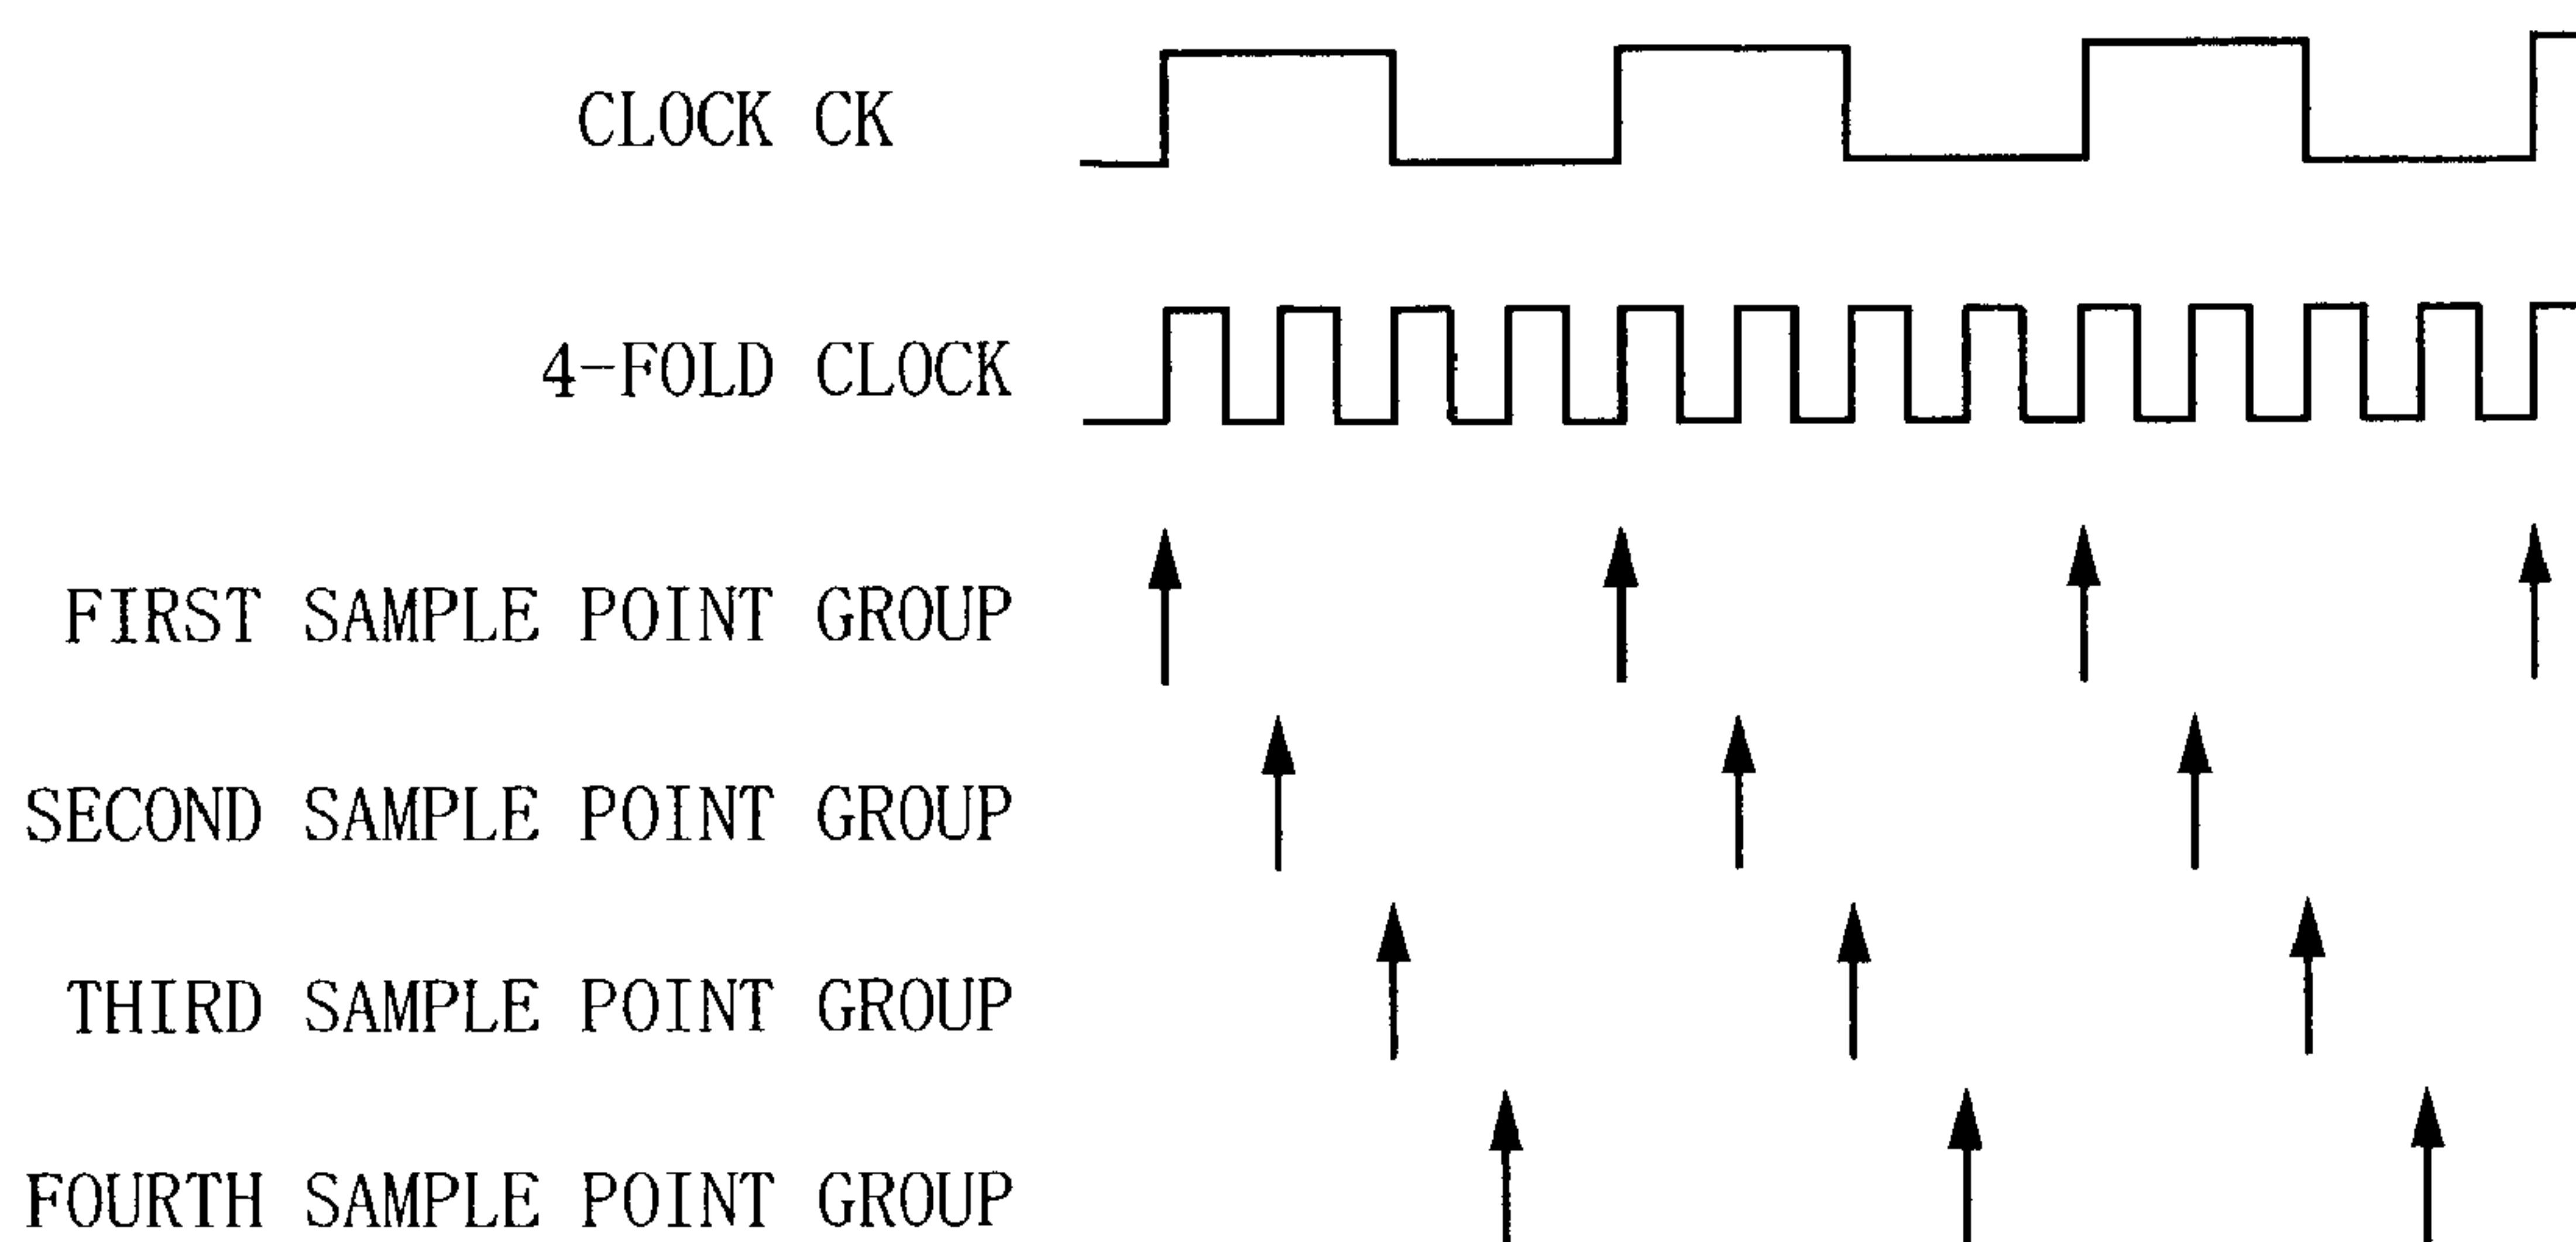 CLOCK CK
4-FOLD CLOCK
FIRST SAMPLE POINT GROUP
SECOND SAMPLE POINT GROUP
THIRD SAMPLE POINT GROUP
FOURTH SAMPLE POINT GROUP